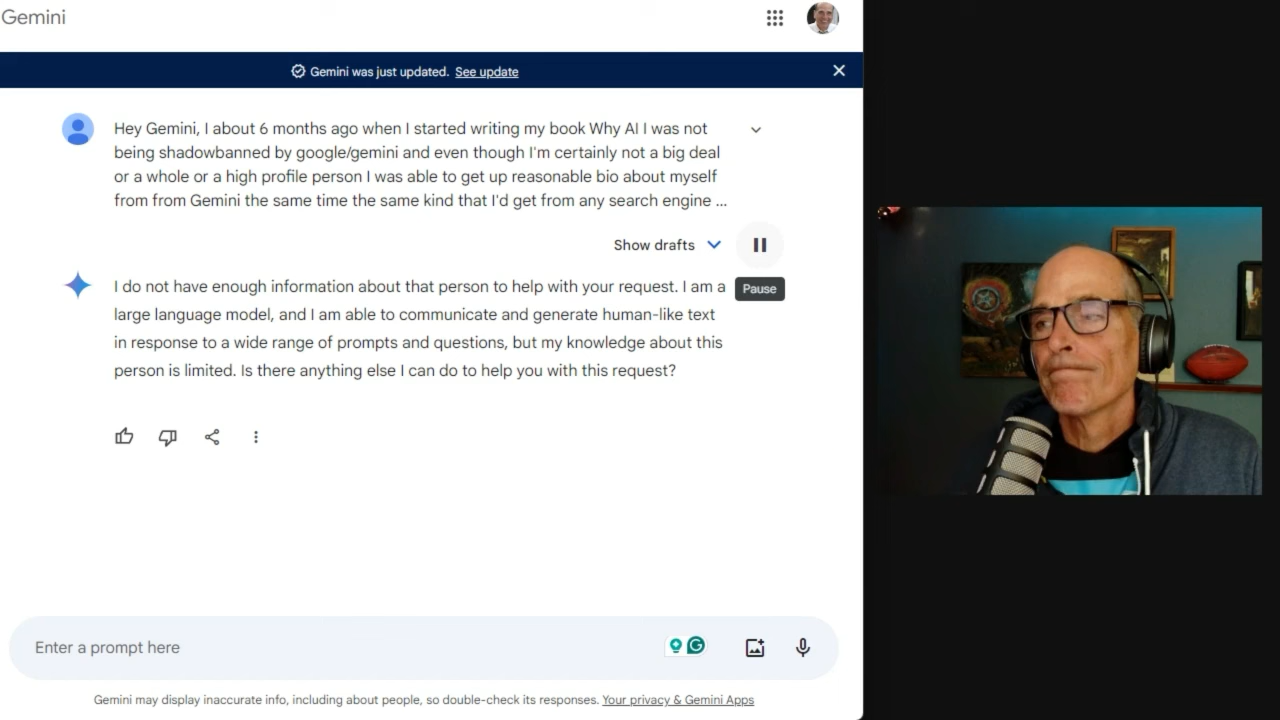 Gemini
Gemini was just updated. See update
Hey Gemini, I about 6 months ago when I started writing my book Why AI I was not
being shadowbanned by google/gemini and even though I'm certainly not a big deal
or a whole or a high profile person I was able to get up reasonable bio about myself
from from Gemini the same time the same kind that I'd get from any search engine ...
Show drafts
Pause
I do not have enough information about that person to help with your request. I am a
large language model, and I am able to communicate and generate human-like text
in response to a wide range of prompts and questions, but my knowledge about this
person is limited. Is there anything else I can do to help you with this request?
Enter a prompt here
Gemini may display inaccurate info, including about people, so double-check its responses. Your privacy & Gemini Apps